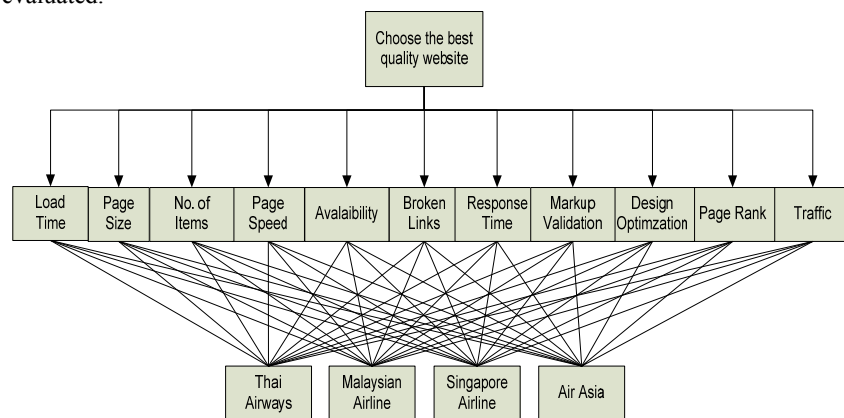 evaluated.
Choose the best
quality website
Load
Time
Page
Size
No. of
Items
Page
Speed
Avalaibility
Broken
Links
Response
Time
Markup
Validation
Design
Optimzation
Page Rank
Traffic
Thai
Airways
Malaysian
Airline
Singapore
Airline
Air Asia